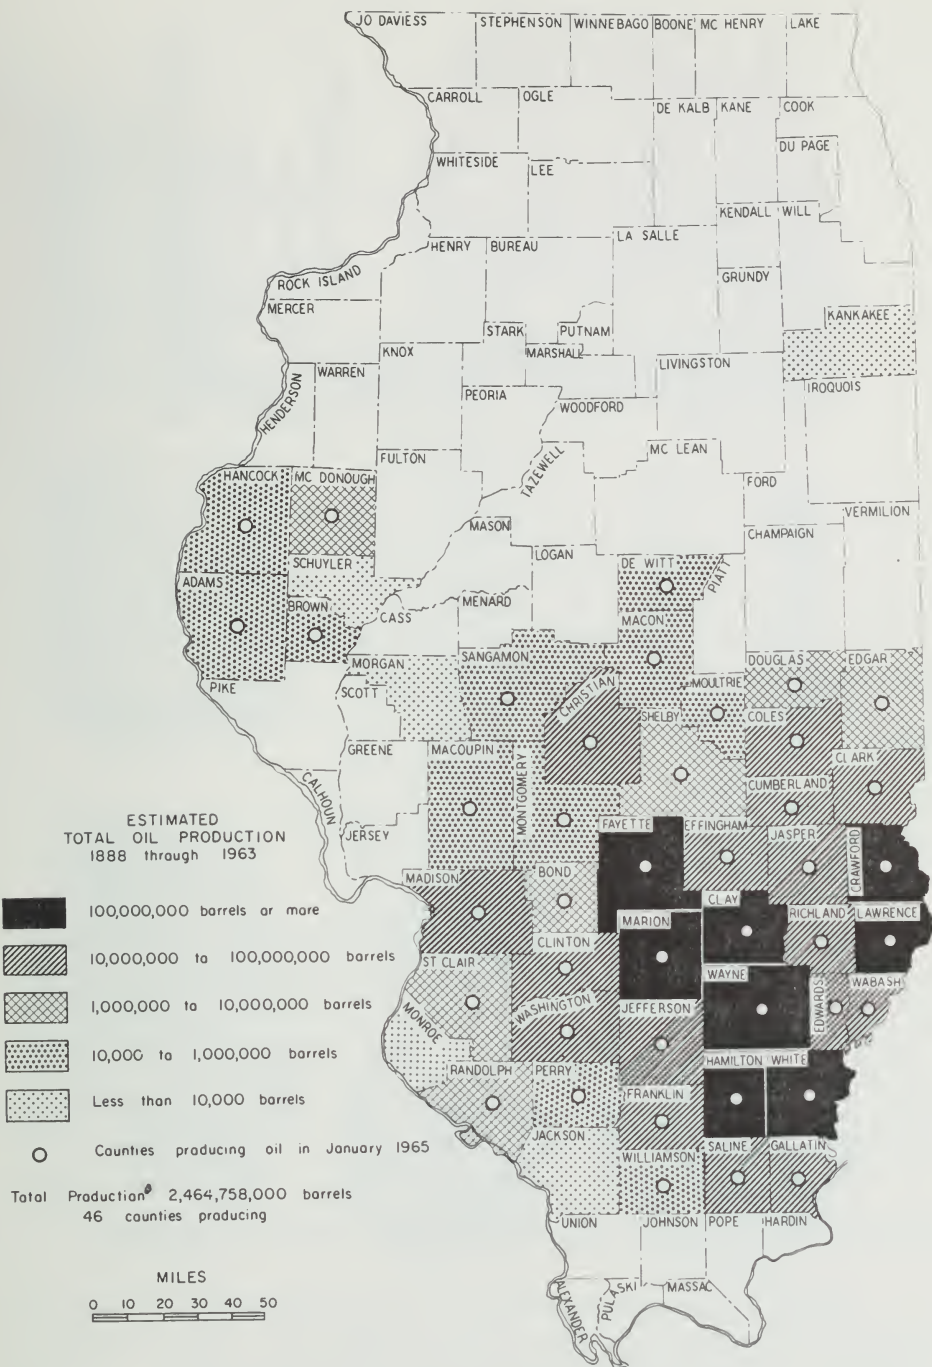 JO DAVIESS STEPHENSON WINNEBAGO BOONE MC HENRY LAKE
CARROLL OGLE DE KALB KANE COOK
DU PAGE
WHITESIDE LEE
KENDALL WILL
HENRY BUREAU LA SALLE
ROCK ISLAND GRUNDY
MERCER KANKAKEE
STARK PUTNAM
KNOX MARSHALL LIVINGSTON
WARREN IROQUOIS
HENDERSON PEORIA WOODFORD
FULTON TAZEWELL MC LEAN
HANCOCK MC DONOUGH FORD
VERMILION
MASON CHAMPAIGN
SCHUYLER LOGAN DE WITT PIATT
ADAMS BROWN CASS MENARD MACON
MORGAN SANGAMON DOUGLAS EDGAR
PIKE SCOTT CHRISTIAN MOULTRIE
SHELBY COLES
GREENE MACOUPIN MONTGOMERY CLARK
CALHOUN CUMBERLAND
JERSEY FAYETTE EFFINGHAM JASPER CRAWFORD
MADISON BOND CLAY
MARION RICHLAND LAWRENCE
CLINTON
ST CLAIR WAYNE
WASHINGTON JEFFERSON EDWARDS WABASH
MONROE
RANDOLPH PERRY HAMILTON WHITE
FRANKLIN
JACKSON
WILLIAMSON SALINE GALLATIN
UNION JOHNSON POPE HARDIN
ALEXANDER PULASKI MASSAC
ESTIMATED
TOTAL OIL PRODUCTION
1888 through 1963
100,000,000 barrels or more
10,000,000 to 100,000,000 barrels
1,000,000 to 10,000,000 barrels
10,000 to 1,000,000 barrels
Less than 10,000 barrels
Counties producing oil in January 1965
Total Production 2,464,758,000 barrels
46 counties producing
MILES
0 10 20 30 40 50